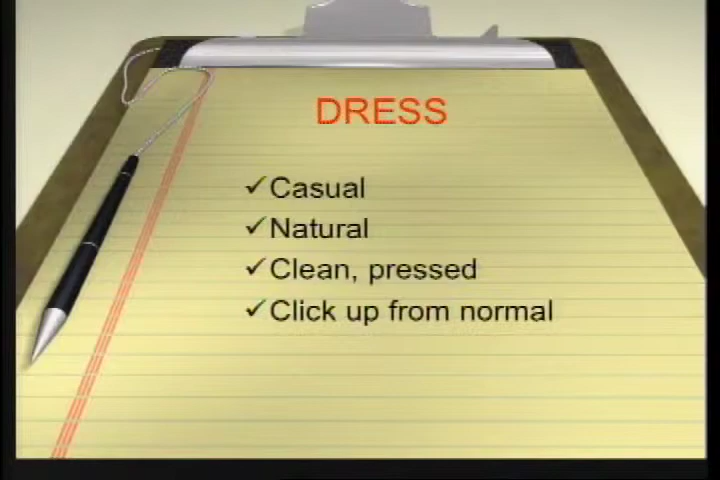 DRESS
✓Casual
✓Natural
✓Clean, pressed
✓Click up from normal